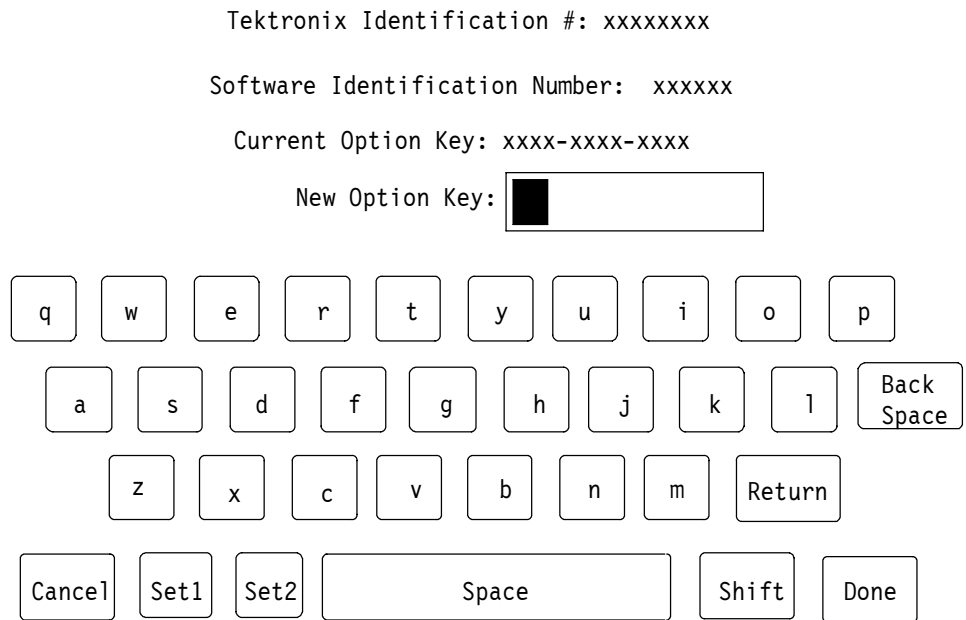 Tektronix Identification #: xxxxxxxx
Software Identification Number: xxxxxx
Current Option Key: xxxx-xxxx-xxxx
New Option Key:
q w e r t y u i o p
a s d f g h j k l Back Space
z x c v b n m Return
Cancel Set1 Set2 Space Shift Done